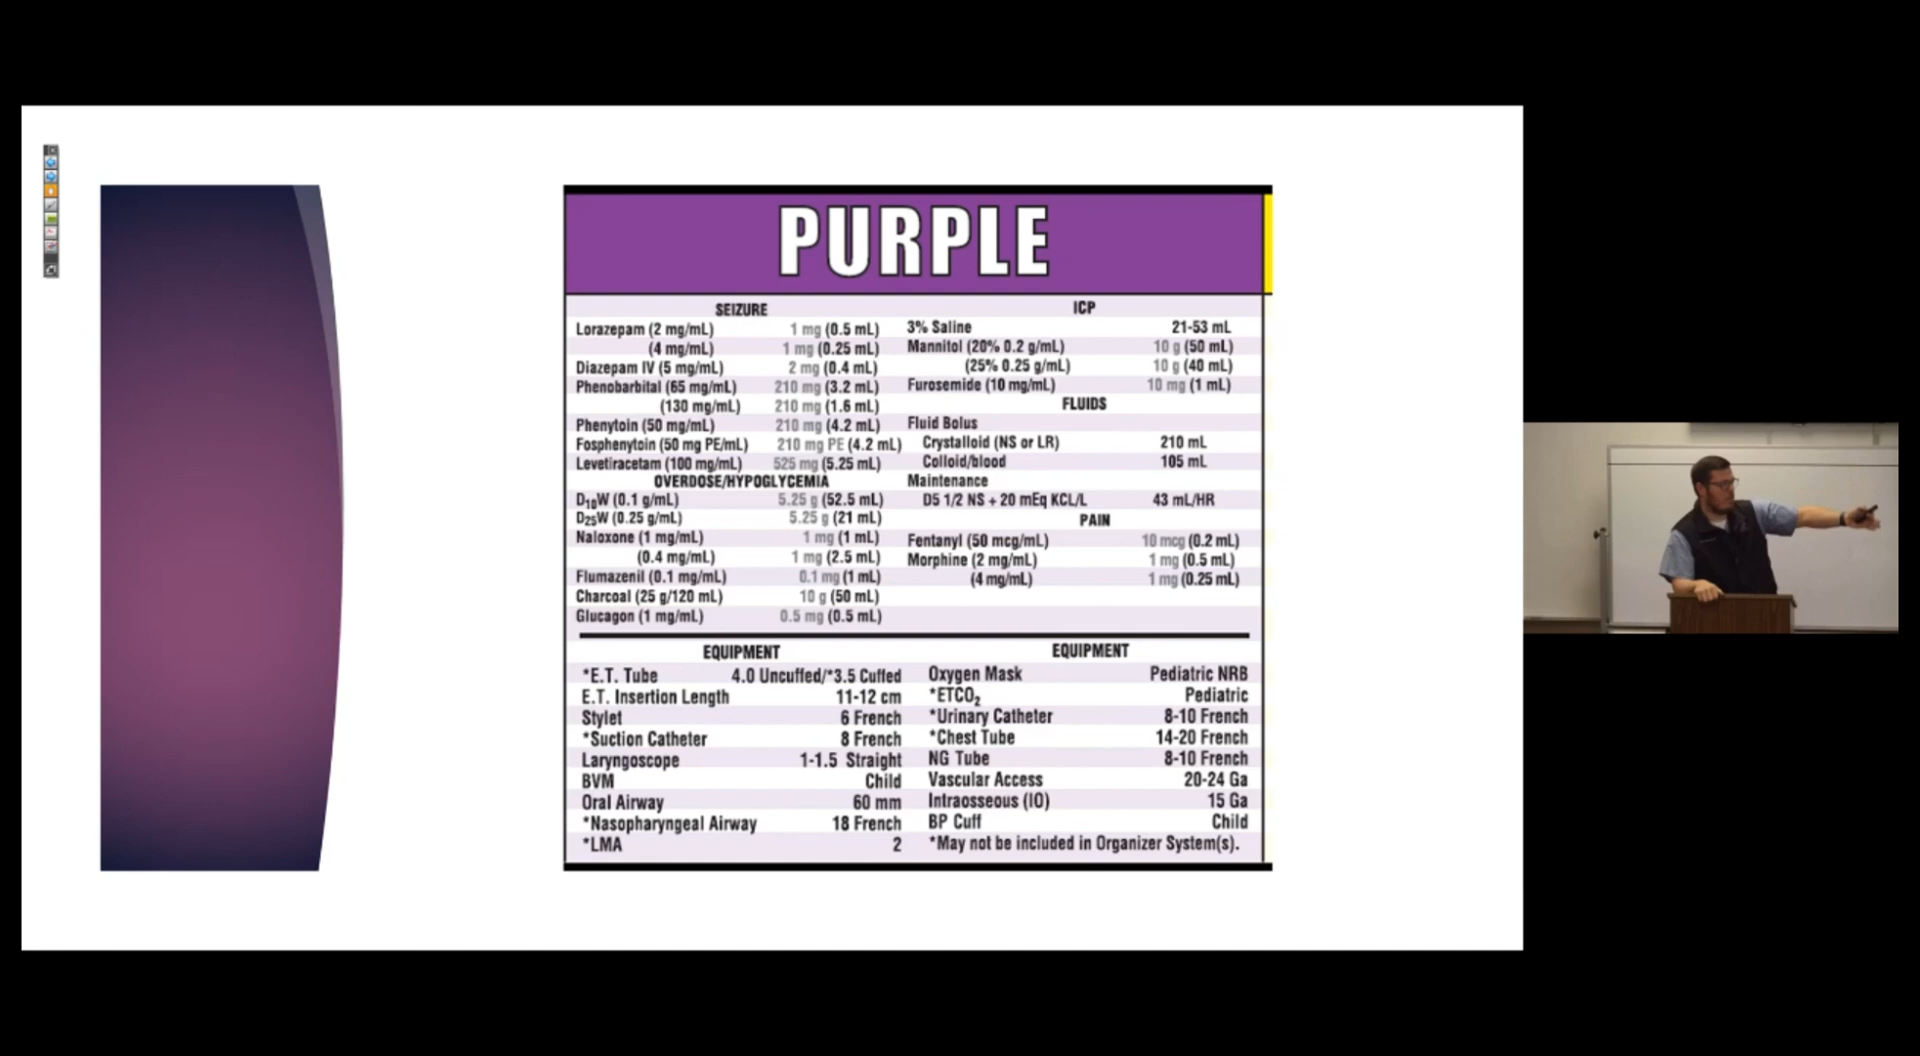 PURPLE
SEIZURE
Lorazepam (2 mg/mL) 1 mg (0.5 mL)
(4 mg/mL) 1 mg (0.25 mL)
Diazepam IV (5 mg/mL) 2 mg (0.4 mL)
Phenobarbital (65 mg/mL) 210 mg (3.2 mL)
(130 mg/mL) 210 mg (1.6 mL)
Phenytoin (50 mg/mL) 210 mg (4.2 mL)
Fosphenytoin (50 mg PE/mL) 210 mg PE (4.2 mL)
Levetiracetam (100 mg/mL) 525 mg (5.25 mL)
OVERDOSE/HYPOGLYCEMIA
D10W (0.1 g/mL) 5.25 g (52.5 mL)
D25W (0.25 g/mL) 5.25 g (21 mL)
Naloxone (1 mg/mL) 1 mg (1 mL)
(0.4 mg/mL) 1 mg (2.5 mL)
Flumazenil (0.1 mg/mL) 0.1 mg (1 mL)
Charcoal (25 g/120 mL) 10 g (50 mL)
Glucagon (1 mg/mL) 0.5 mg (0.5 mL)
ICP
3% Saline 21-53 mL
Mannitol (20% 0.2 g/mL) 10 g (50 mL)
(25% 0.25 g/mL) 10 g (40 mL)
Furosemide (10 mg/mL) 10 mg (1 mL)
FLUIDS
Fluid Bolus
Crystalloid (NS or LR) 210 mL
Colloid/blood 105 mL
Maintenance
D5 1/2 NS + 20 mEq KCL/L 43 mL/HR
PAIN
Fentanyl (50 mcg/mL) 10 mcg (0.2 mL)
Morphine (2 mg/mL) 1 mg (0.5 mL)
(4 mg/mL) 1 mg (0.25 mL)
EQUIPMENT
*E.T. Tube 4.0 Uncuffed/*3.5 Cuffed
E.T. Insertion Length 11-12 cm
Stylet 6 French
*Suction Catheter 8 French
Laryngoscope 1-1.5 Straight
BVM Child
Oral Airway 60 mm
*Nasopharyngeal Airway 18 French
*LMA 2
EQUIPMENT
Oxygen Mask Pediatric NRB
*ETCO2 Pediatric
*Urinary Catheter 8-10 French
*Chest Tube 14-20 French
NG Tube 8-10 French
Vascular Access 20-24 Ga
Intraosseous (IO) 15 Ga
BP Cuff Child
*May not be included in Organizer System(s).